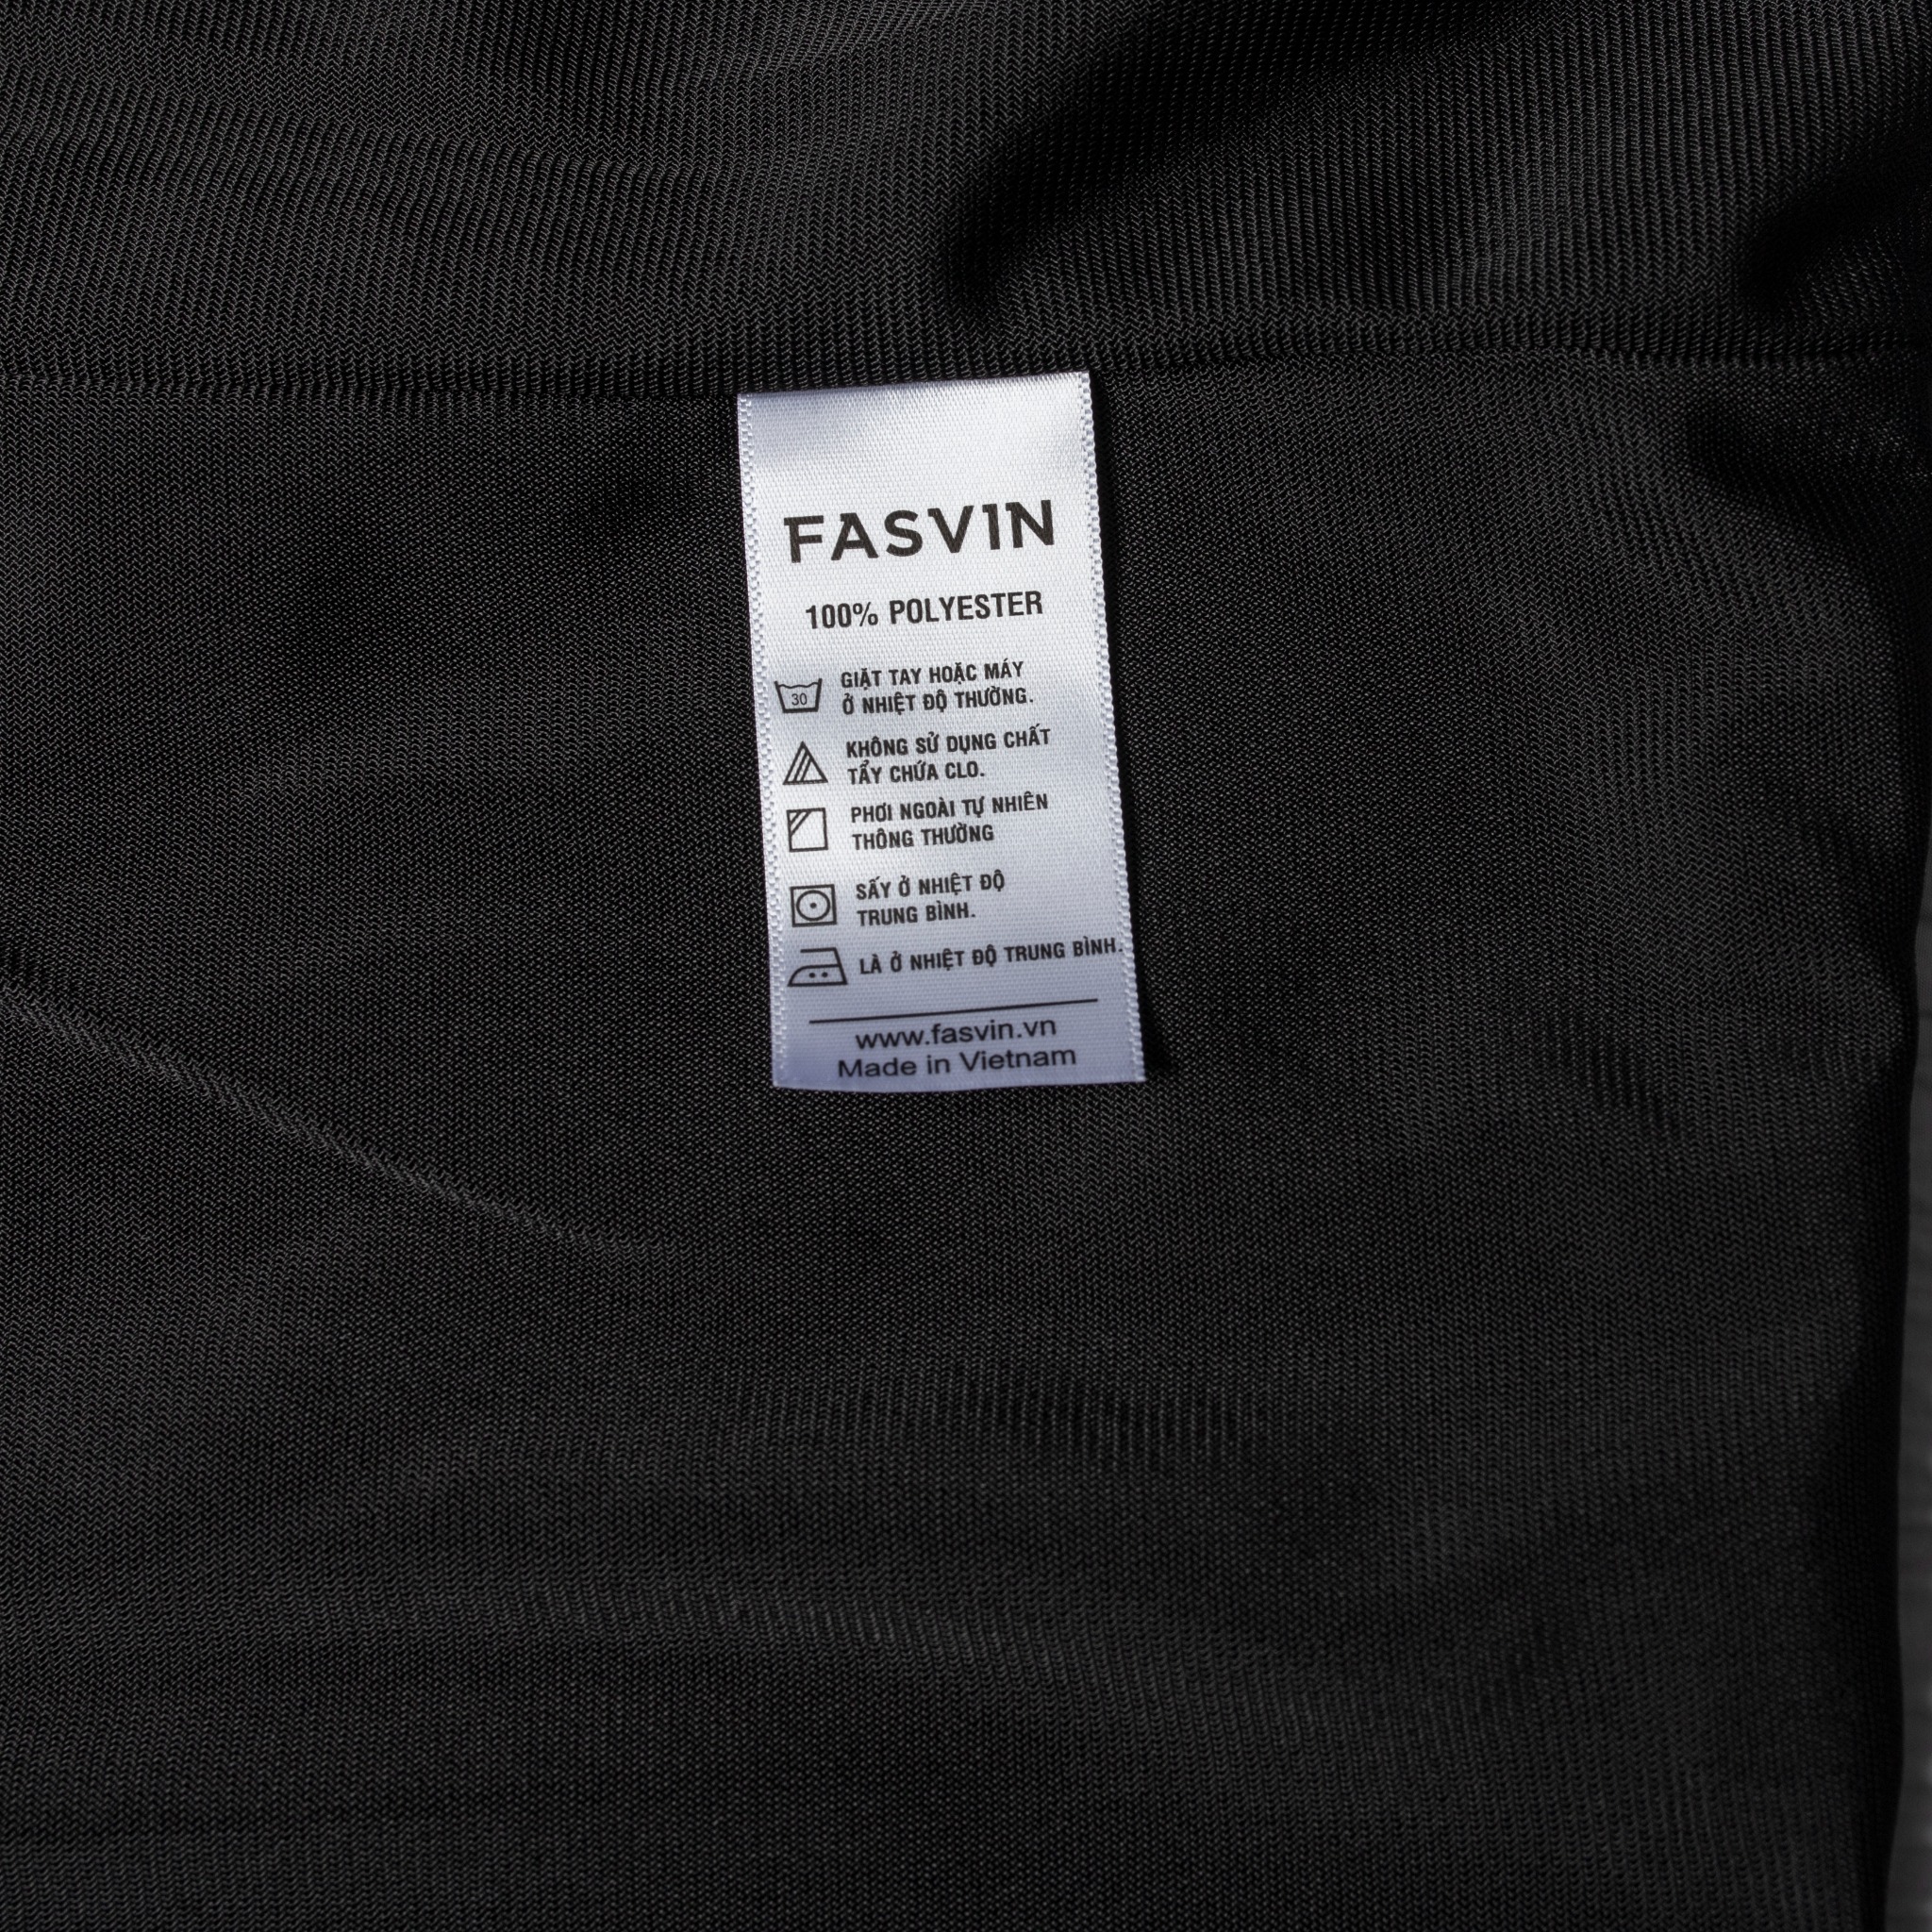 FASVIN
100% POLYESTER
30
GIẶT TAY HOẶC MÁY
Ở NHIỆT ĐỘ THƯỜNG.
KHÔNG SỬ DỤNG CHẤT
TẨY CHỨA CLO.
PHƠI NGOÀI TỰ NHIÊN
THÔNG THƯỜNG
SẤY Ở NHIỆT ĐỘ
TRUNG BÌNH.
LÀ Ở NHIỆT ĐỘ TRUNG BÌNH.
www.fasvin.vn
Made in Vietnam